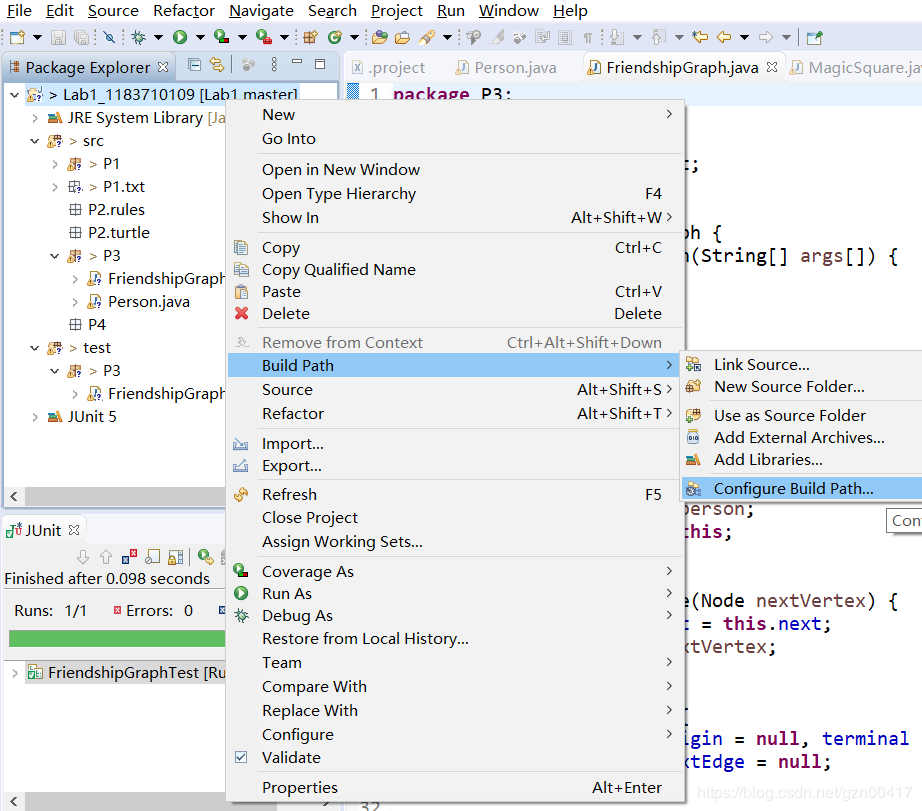 File Edit Source Refactor Navigate Search Project Run Window Help
Package Explorer
.project Person.java FriendshipGraph.java MagicSquare.jav
> Lab1_1183710109 [Lab1 master]
1 package P3;
JRE System Library [Ja
> src
> P1
> P1.txt
P2.rules
P2.turtle
> P3
FriendshipGraph
Person.java
P4
> test
> P3
FriendshipGraph
JUnit 5
JUnit
Finished after 0.098 seconds
Runs: 1/1 Errors: 0
FriendshipGraphTest [Ru
New
Go Into
Open in New Window
Open Type Hierarchy F4
Show In Alt+Shift+W >
Copy Ctrl+C
Copy Qualified Name
Paste Ctrl+V
Delete Delete
Remove from Context Ctrl+Alt+Shift+Down
Build Path
Source Alt+Shift+S >
Refactor Alt+Shift+T >
Import...
Export...
Refresh F5
Close Project
Assign Working Sets...
Coverage As
Run As
Debug As
Restore from Local History...
Team
Compare With
Replace With
Configure
Validate
Properties Alt+Enter
Link Source...
New Source Folder...
Use as Source Folder
Add External Archives...
Add Libraries...
Configure Build Path...
Con
t;
ph {
n(String[] args[]) {
person;
this;
e(Node nextVertex) {
t = this.next;
xtVertex;
{
igin = null, terminal
xtEdge = null;
32
https://blog.csdn.net/gzn00417